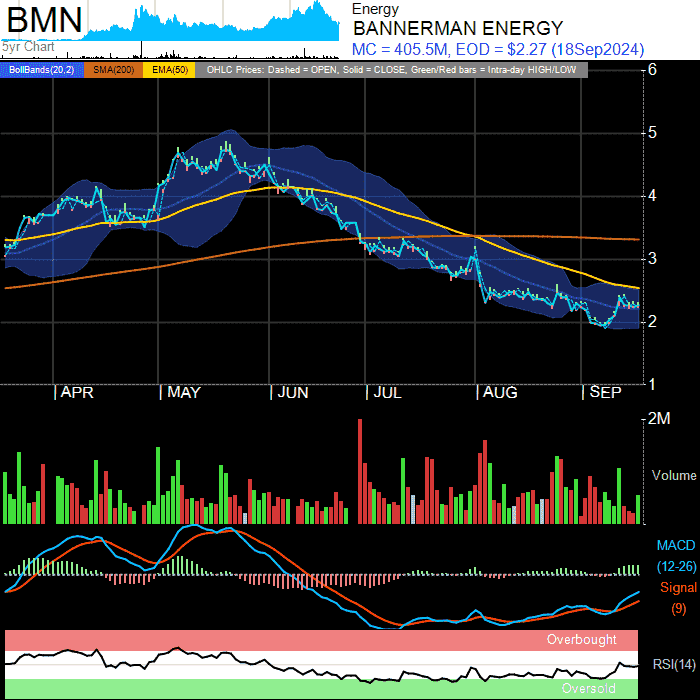 BMN
5yr Chart
Energy
BANNERMAN ENERGY
MC = 405.5M, EOD = $2.27 (18Sep2024)
BollBands(20,2) SMA(200) EMA(50) OHLC Prices: Dashed = OPEN, Solid = CLOSE, Green/Red bars = Intra-day HIGH/LOW
6
5
4
3
2
1
APR MAY JUN JUL AUG SEP
2M
Volume
MACD
(12-26)
Signal
(9)
Overbought
RSI(14)
Oversold